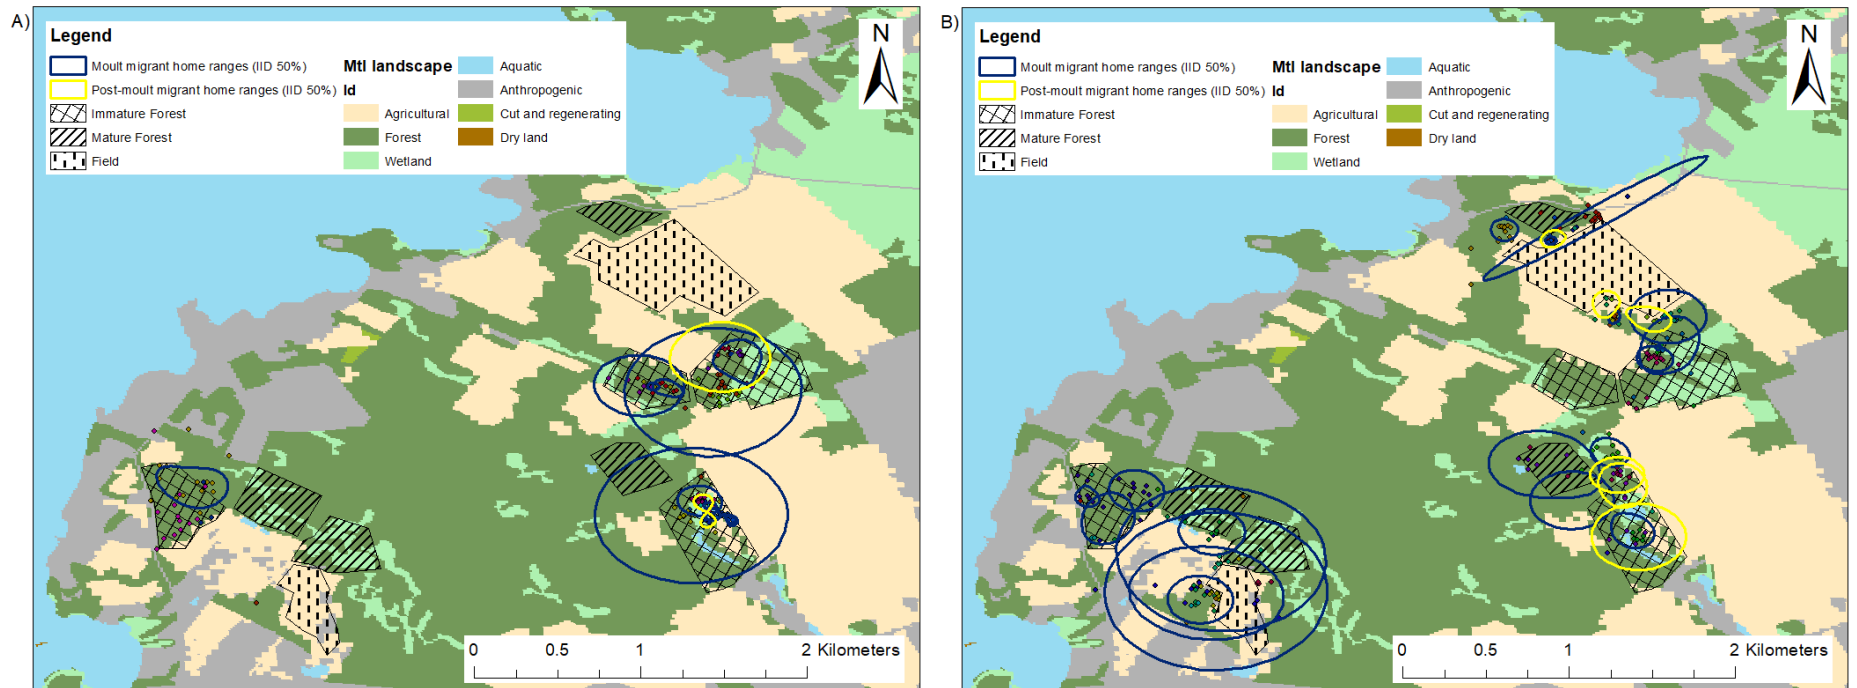 A)
Legend
Moult migrant home ranges (IID 50%)
Post-moult migrant home ranges (IID 50%)
Immature Forest
Mature Forest
Field
Mtl landscape
Id
Agricultural
Forest
Wetland
Aquatic
Anthropogenic
Cut and regenerating
Dry land
N
0 0.5 1 2 Kilometers
B)
Legend
Moult migrant home ranges (IID 50%)
Post-moult migrant home ranges (IID 50%)
Immature Forest
Mature Forest
Field
Mtl landscape
Id
Agricultural
Forest
Wetland
Aquatic
Anthropogenic
Cut and regenerating
Dry land
N
0 0.5 1 2 Kilometers